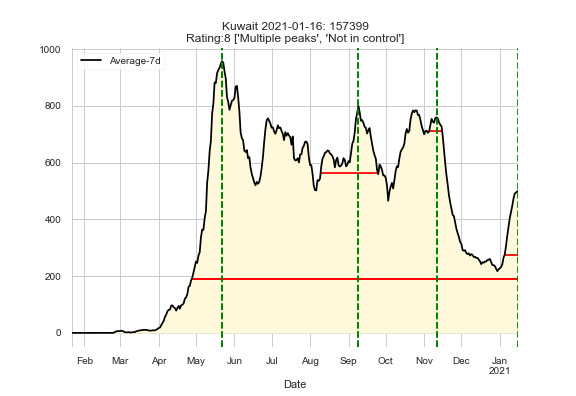 Kuwait 2021-01-16: 157399
Rating:8 ['Multiple peaks', 'Not in control']
Average-7d
1000
800
600
400
200
0
Feb Mar Apr May Jun Jul Aug Sep Oct Nov Dec Jan
2021
Date